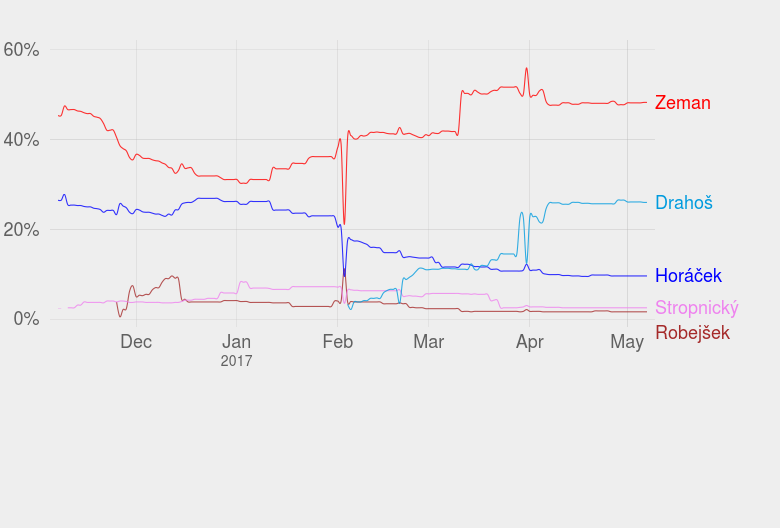 60%
40%
20%
0%
Zeman
Drahoš
Horáček
Stropnický
Robejšek
Dec Jan Feb Mar Apr May
2017